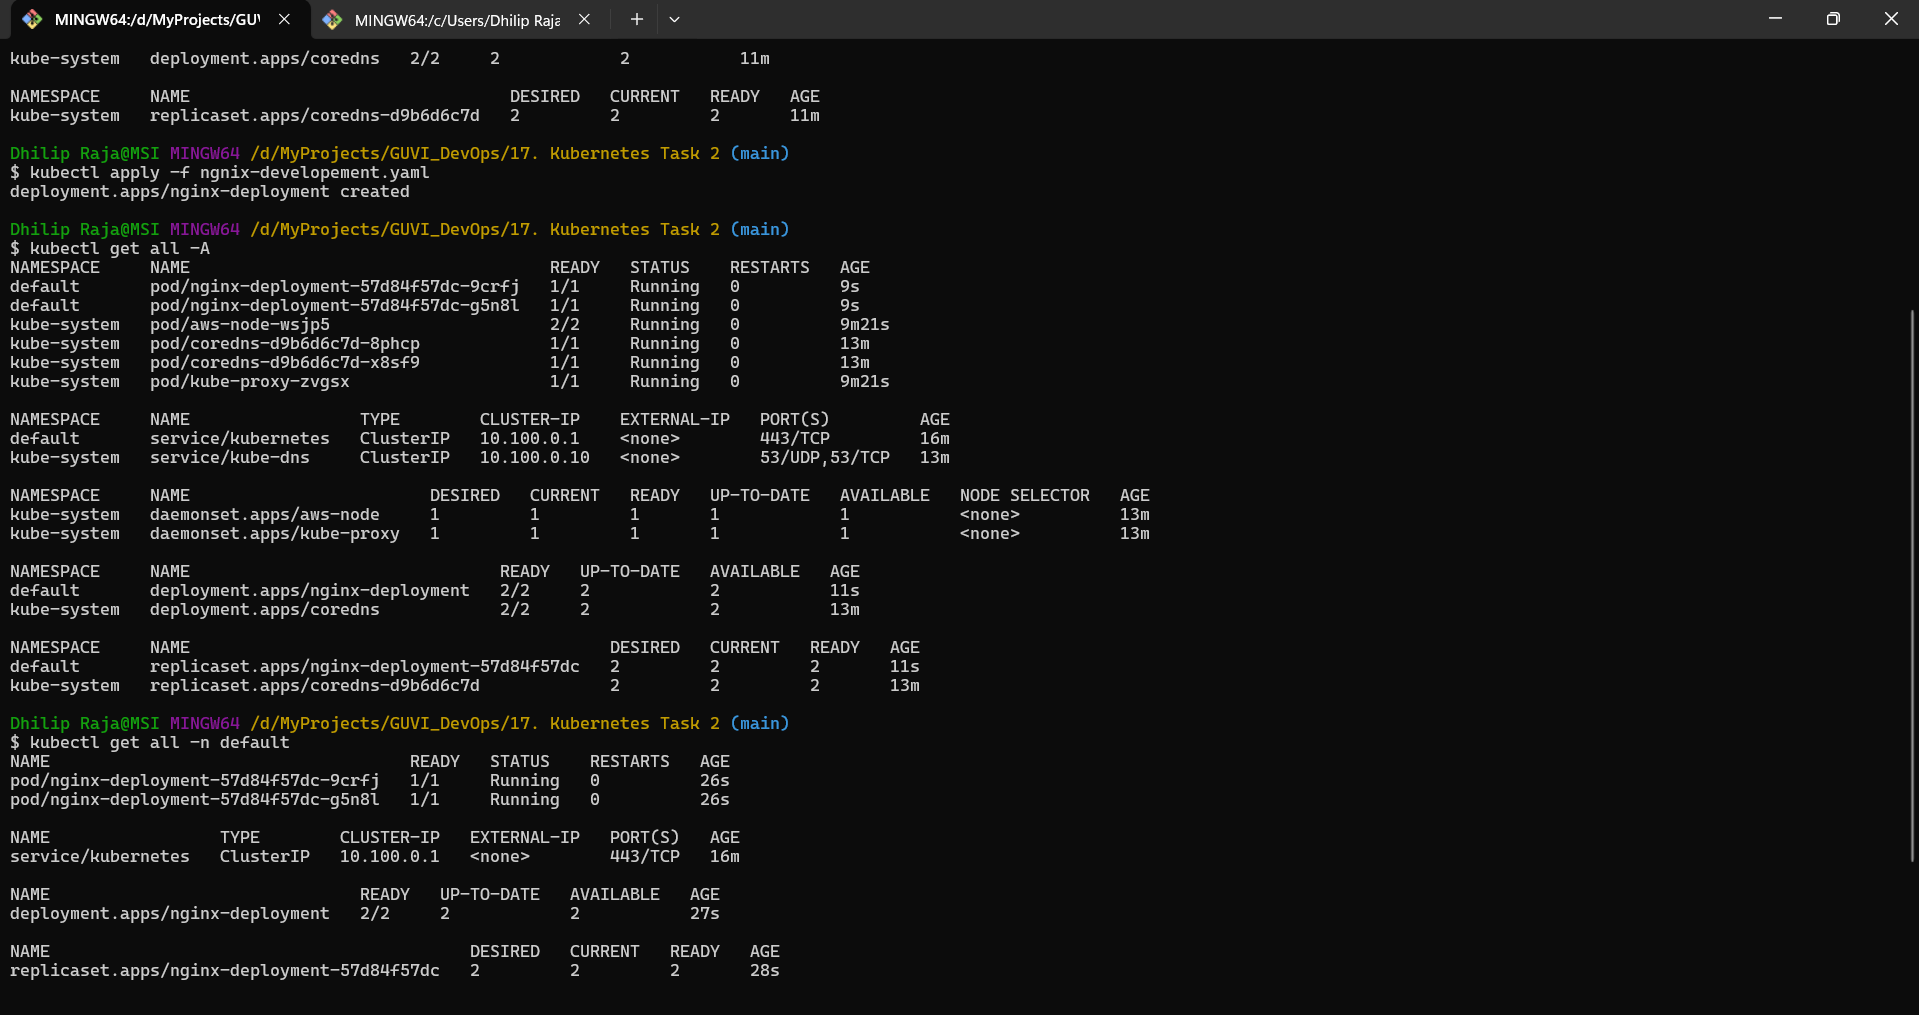 MINGW64:/d/MyProjects/GU
MINGW64:/c/Users/Dhilip Raja
kube-system   deployment.apps/coredns   2/2     2            2           11m
NAMESPACE     NAME                                DESIRED   CURRENT   READY   AGE
kube-system   replicaset.apps/coredns-d9b6d6c7d   2         2         2       11m
Dhilip Raja@MSI MINGW64 /d/MyProjects/GUVI_DevOps/17. Kubernetes Task 2 (main)
$ kubectl apply -f ngnix-developement.yaml
deployment.apps/nginx-deployment created
Dhilip Raja@MSI MINGW64 /d/MyProjects/GUVI_DevOps/17. Kubernetes Task 2 (main)
$ kubectl get all -A
NAMESPACE     NAME                                    READY   STATUS    RESTARTS   AGE
default       pod/nginx-deployment-57d84f57dc-9crfj   1/1     Running   0          9s
default       pod/nginx-deployment-57d84f57dc-g5n8l   1/1     Running   0          9s
kube-system   pod/aws-node-wsjp5                      2/2     Running   0          9m21s
kube-system   pod/coredns-d9b6d6c7d-8phcp             1/1     Running   0          13m
kube-system   pod/coredns-d9b6d6c7d-x8sf9             1/1     Running   0          13m
kube-system   pod/kube-proxy-zvgsx                    1/1     Running   0          9m21s
NAMESPACE     NAME                 TYPE        CLUSTER-IP    EXTERNAL-IP   PORT(S)         AGE
default       service/kubernetes   ClusterIP   10.100.0.1    <none>        443/TCP         16m
kube-system   service/kube-dns     ClusterIP   10.100.0.10   <none>        53/UDP,53/TCP   13m
NAMESPACE     NAME                        DESIRED   CURRENT   READY   UP-TO-DATE   AVAILABLE   NODE SELECTOR   AGE
kube-system   daemonset.apps/aws-node     1         1         1       1            1           <none>          13m
kube-system   daemonset.apps/kube-proxy   1         1         1       1            1           <none>          13m
NAMESPACE     NAME                               READY   UP-TO-DATE   AVAILABLE   AGE
default       deployment.apps/nginx-deployment   2/2     2            2           11s
kube-system   deployment.apps/coredns            2/2     2            2           13m
NAMESPACE     NAME                                          DESIRED   CURRENT   READY   AGE
default       replicaset.apps/nginx-deployment-57d84f57dc   2         2         2       11s
kube-system   replicaset.apps/coredns-d9b6d6c7d             2         2         2       13m
Dhilip Raja@MSI MINGW64 /d/MyProjects/GUVI_DevOps/17. Kubernetes Task 2 (main)
$ kubectl get all -n default
NAME                                    READY   STATUS    RESTARTS   AGE
pod/nginx-deployment-57d84f57dc-9crfj   1/1     Running   0          26s
pod/nginx-deployment-57d84f57dc-g5n8l   1/1     Running   0          26s
NAME                 TYPE        CLUSTER-IP   EXTERNAL-IP   PORT(S)   AGE
service/kubernetes   ClusterIP   10.100.0.1   <none>        443/TCP   16m
NAME                               READY   UP-TO-DATE   AVAILABLE   AGE
deployment.apps/nginx-deployment   2/2     2            2           27s
NAME                                          DESIRED   CURRENT   READY   AGE
replicaset.apps/nginx-deployment-57d84f57dc   2         2         2       28s